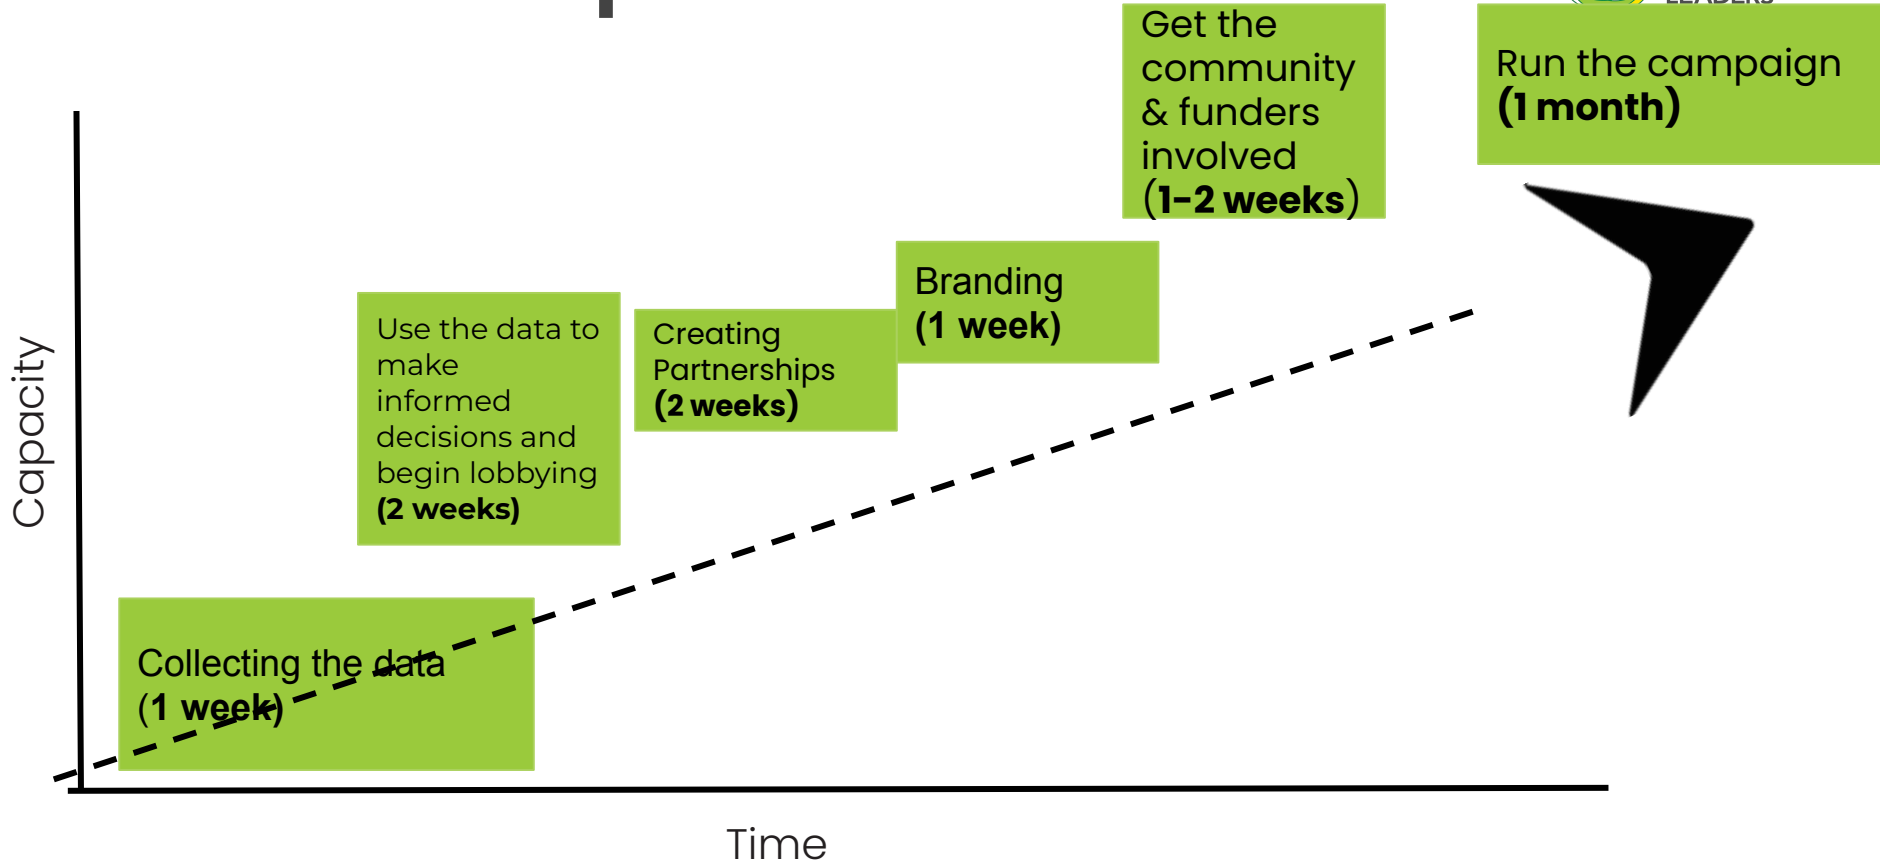 LEADERS
Get the
community
& funders
involved
(1-2 weeks)
Run the campaign
(1 month)
Branding
(1 week)
Use the data to
make
informed
decisions and
begin lobbying
(2 weeks)
Creating
Partnerships
(2 weeks)
Capacity
Collecting the data
(1 week)
Time